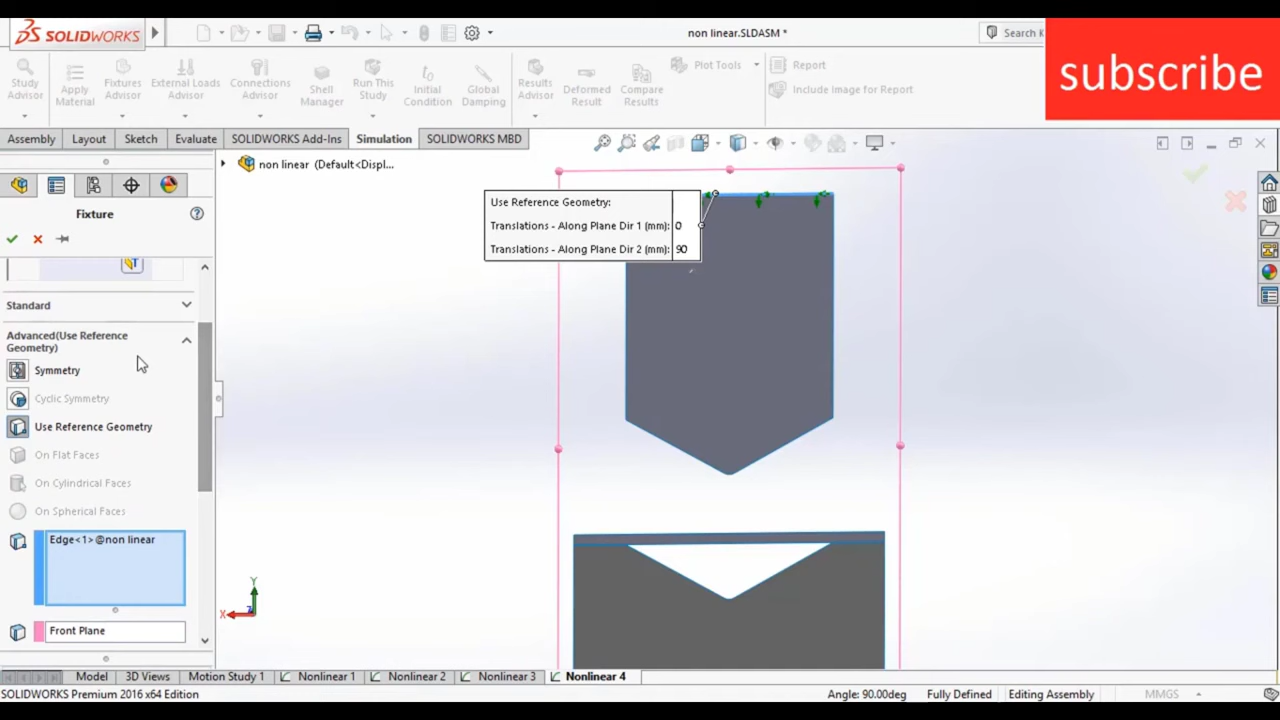 SOLIDWORKS
non linear.SLDASM *
Search K
subscribe
Study Advisor
Apply Material
Fixtures Advisor
External Loads Advisor
Connections Advisor
Shell Manager
Run This Study
Initial Condition
Global Damping
Results Advisor
Deformed Result
Compare Results
Plot Tools
Report
Include Image for Report
Assembly
Layout
Sketch
Evaluate
SOLIDWORKS Add-Ins
Simulation
SOLIDWORKS MBD
non linear (Default<Displ...
Fixture
Standard
Advanced(Use Reference
Geometry)
Symmetry
Cyclic Symmetry
Use Reference Geometry
On Flat Faces
On Cylindrical Faces
On Spherical Faces
Edge<1>@non linear
Front Plane
Use Reference Geometry:
Translations - Along Plane Dir 1 (mm): 0
Translations - Along Plane Dir 2 (mm): 90
Y
X
Z
Model
3D Views
Motion Study 1
Nonlinear 1
Nonlinear 2
Nonlinear 3
Nonlinear 4
SOLIDWORKS Premium 2016 x64 Edition
Angle: 90.00deg
Fully Defined
Editing Assembly
MMGS